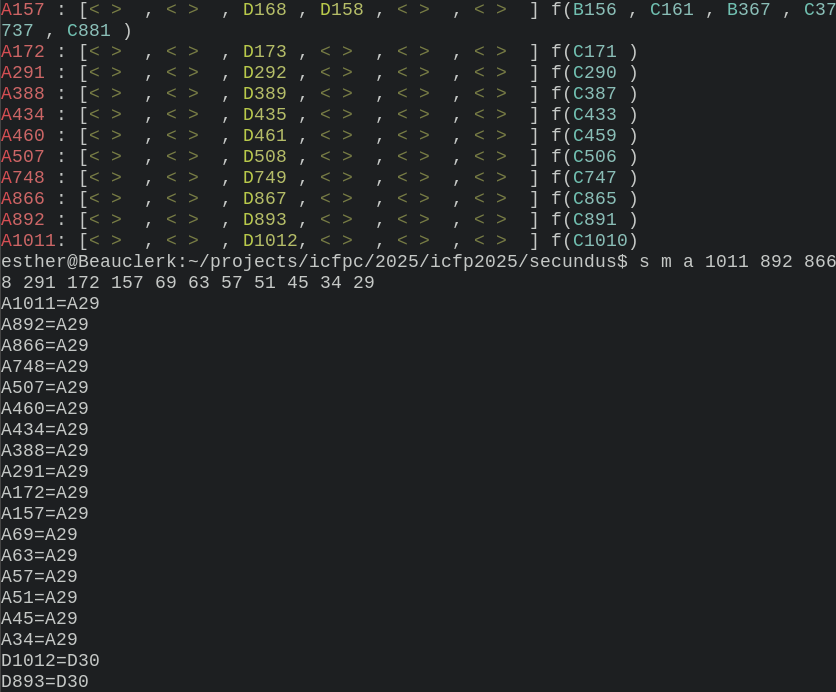 A157 : [< >  , < >  , D168 , D158 , < >  , < >  ] f(B156 , C161 , B367 , C37
737 , C881 )
A172 : [< >  , < >  , D173 , < >  , < >  , < >  ] f(C171 )
A291 : [< >  , < >  , D292 , < >  , < >  , < >  ] f(C290 )
A388 : [< >  , < >  , D389 , < >  , < >  , < >  ] f(C387 )
A434 : [< >  , < >  , D435 , < >  , < >  , < >  ] f(C433 )
A460 : [< >  , < >  , D461 , < >  , < >  , < >  ] f(C459 )
A507 : [< >  , < >  , D508 , < >  , < >  , < >  ] f(C506 )
A748 : [< >  , < >  , D749 , < >  , < >  , < >  ] f(C747 )
A866 : [< >  , < >  , D867 , < >  , < >  , < >  ] f(C865 )
A892 : [< >  , < >  , D893 , < >  , < >  , < >  ] f(C891 )
A1011: [< >  , < >  , D1012, < >  , < >  , < >  ] f(C1010)
esther@Beauclerk:~/projects/icfpc/2025/icfp2025/secundus$ s m a 1011 892 866
8 291 172 157 69 63 57 51 45 34 29
A1011=A29
A892=A29
A866=A29
A748=A29
A507=A29
A460=A29
A434=A29
A388=A29
A291=A29
A172=A29
A157=A29
A69=A29
A63=A29
A57=A29
A51=A29
A45=A29
A34=A29
D1012=D30
D893=D30